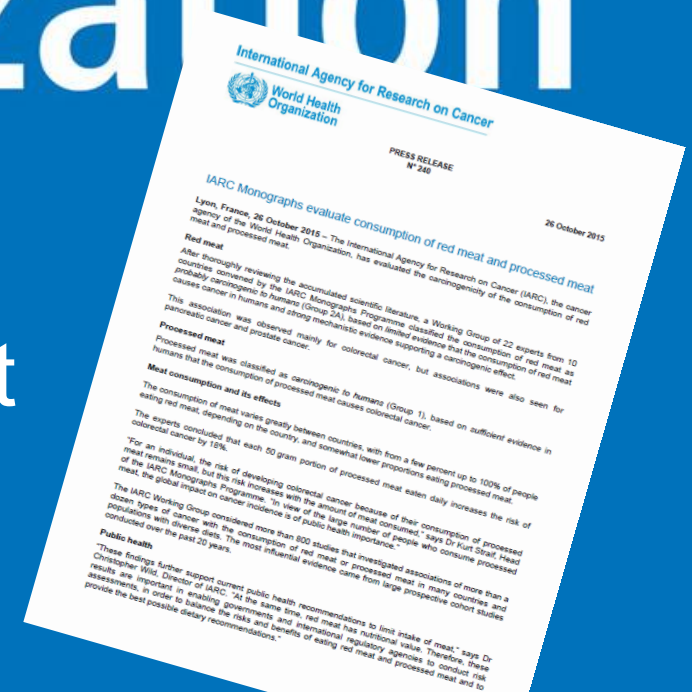 zation
t
International Agency for Research on Cancer
World Health
Organization
PRESS RELEASE
N° 240
26 October 2015
IARC Monographs evaluate consumption of red meat and processed meat
Lyon, France, 26 October 2015 – The International Agency for Research on Cancer (IARC), the cancer
agency of the World Health Organization, has evaluated the carcinogenicity of the consumption of red
meat and processed meat.
Red meat
After thoroughly reviewing the accumulated scientific literature, a Working Group of 22 experts from 10
countries convened by the IARC Monographs Programme classified the consumption of red meat as
probably carcinogenic to humans (Group 2A), based on limited evidence that the consumption of red meat
causes cancer in humans and strong mechanistic evidence supporting a carcinogenic effect.
This association was observed mainly for colorectal cancer, but associations were also seen for
pancreatic cancer and prostate cancer.
Processed meat
Processed meat was classified as carcinogenic to humans (Group 1), based on sufficient evidence in
humans that the consumption of processed meat causes colorectal cancer.
Meat consumption and its effects
The consumption of meat varies greatly between countries, with from a few percent up to 100% of people
eating red meat, depending on the country, and somewhat lower proportions eating processed meat.
The experts concluded that each 50 gram portion of processed meat eaten daily increases the risk of
colorectal cancer by 18%.
"For an individual, the risk of developing colorectal cancer because of their consumption of processed
meat remains small, but this risk increases with the amount of meat consumed," says Dr Kurt Straif, Head
of the IARC Monographs Programme. "In view of the large number of people who consume processed
meat, the global impact on cancer incidence is of public health importance."
The IARC Working Group considered more than 800 studies that investigated associations of more than a
dozen types of cancer with the consumption of red meat or processed meat in many countries and
populations with diverse diets. The most influential evidence came from large prospective cohort studies
conducted over the past 20 years.
Public health
"These findings further support current public health recommendations to limit intake of meat," says Dr
Christopher Wild, Director of IARC. "At the same time, red meat has nutritional value. Therefore, these
results are important in enabling governments and international regulatory agencies to conduct risk
assessments, in order to balance the risks and benefits of eating red meat and processed meat and to
provide the best possible dietary recommendations."